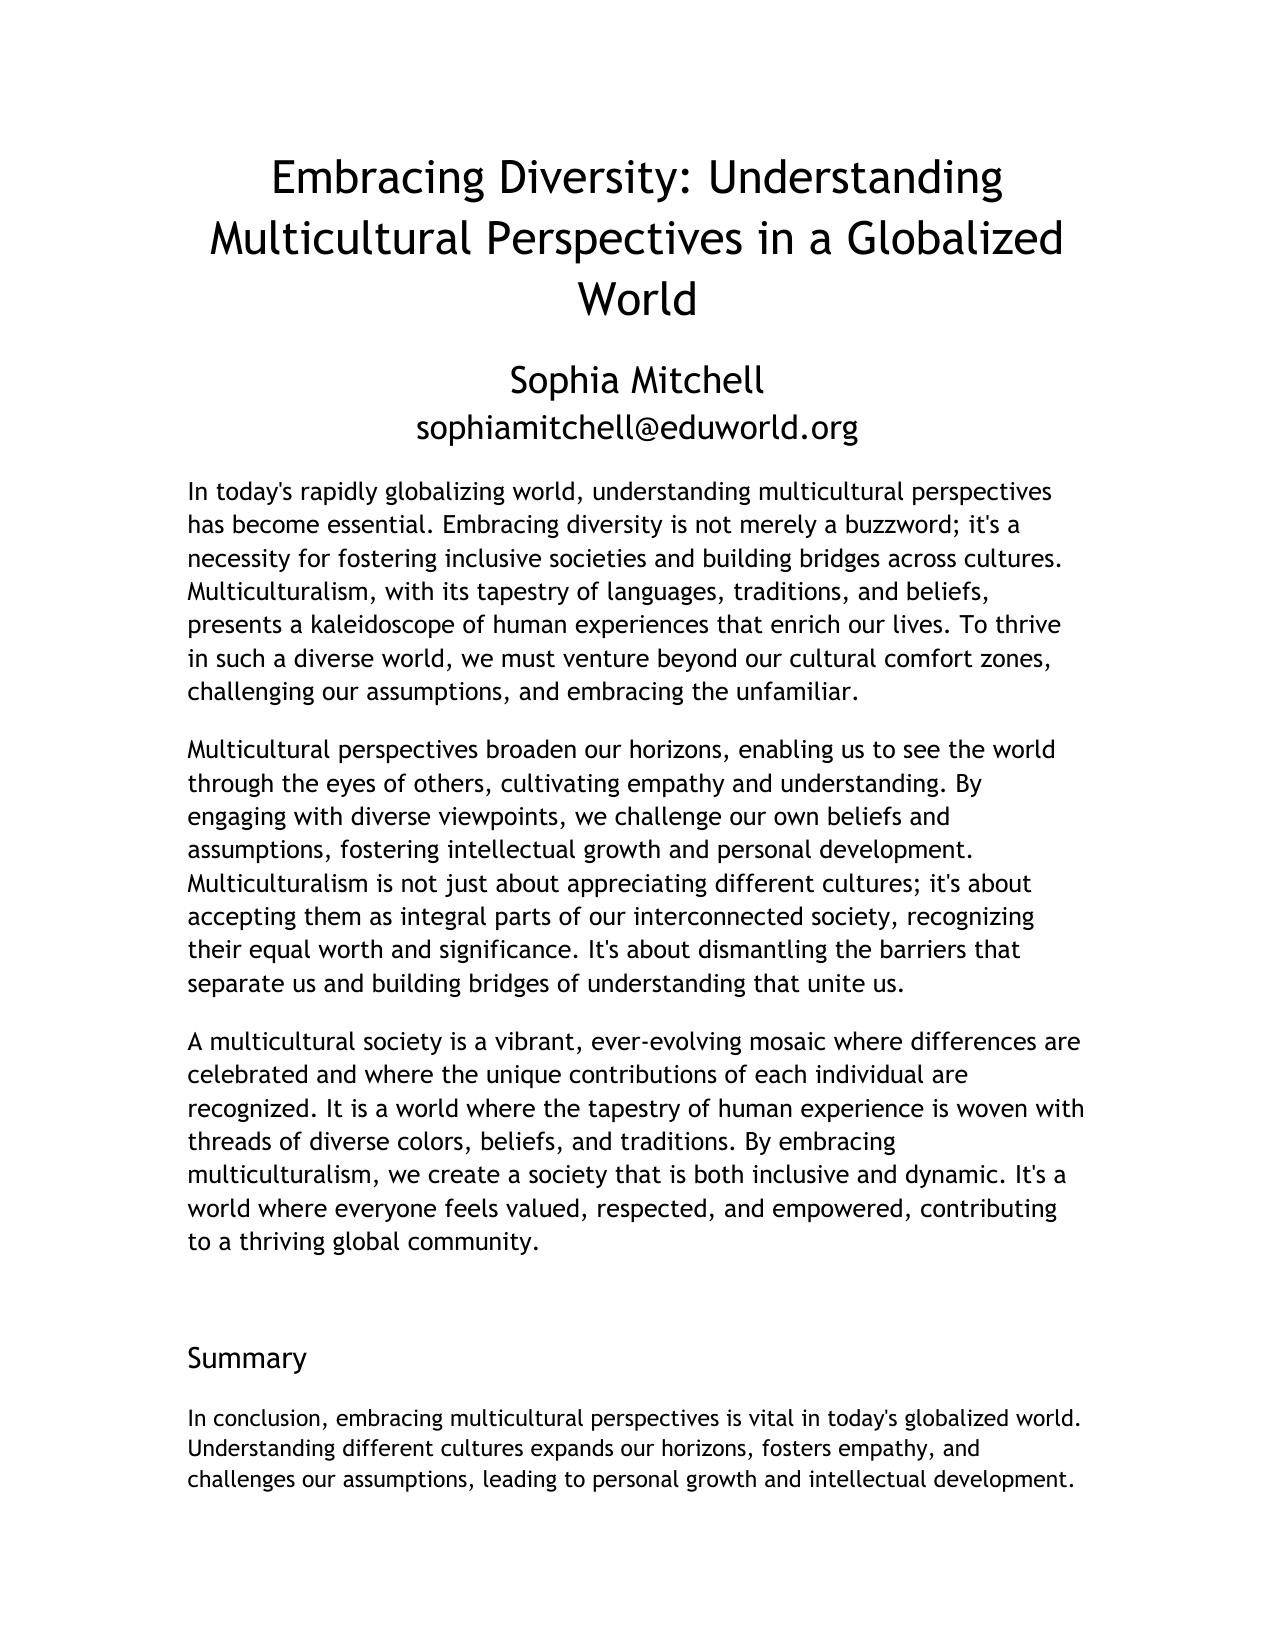 Embracing Diversity: Understanding
Multicultural Perspectives in a Globalized
World
Sophia Mitchell
sophiamitchell@eduworld.org
In today's rapidly globalizing world, understanding multicultural perspectives
has become essential. Embracing diversity is not merely a buzzword; it's a
necessity for fostering inclusive societies and building bridges across cultures.
Multiculturalism, with its tapestry of languages, traditions, and beliefs,
presents a kaleidoscope of human experiences that enrich our lives. To thrive
in such a diverse world, we must venture beyond our cultural comfort zones,
challenging our assumptions, and embracing the unfamiliar.
Multicultural perspectives broaden our horizons, enabling us to see the world
through the eyes of others, cultivating empathy and understanding. By
engaging with diverse viewpoints, we challenge our own beliefs and
assumptions, fostering intellectual growth and personal development.
Multiculturalism is not just about appreciating different cultures; it's about
accepting them as integral parts of our interconnected society, recognizing
their equal worth and significance. It's about dismantling the barriers that
separate us and building bridges of understanding that unite us.
A multicultural society is a vibrant, ever-evolving mosaic where differences are
celebrated and where the unique contributions of each individual are
recognized. It is a world where the tapestry of human experience is woven with
threads of diverse colors, beliefs, and traditions. By embracing
multiculturalism, we create a society that is both inclusive and dynamic. It's a
world where everyone feels valued, respected, and empowered, contributing
to a thriving global community.
Summary
In conclusion, embracing multicultural perspectives is vital in today's globalized world.
Understanding different cultures expands our horizons, fosters empathy, and
challenges our assumptions, leading to personal growth and intellectual development.